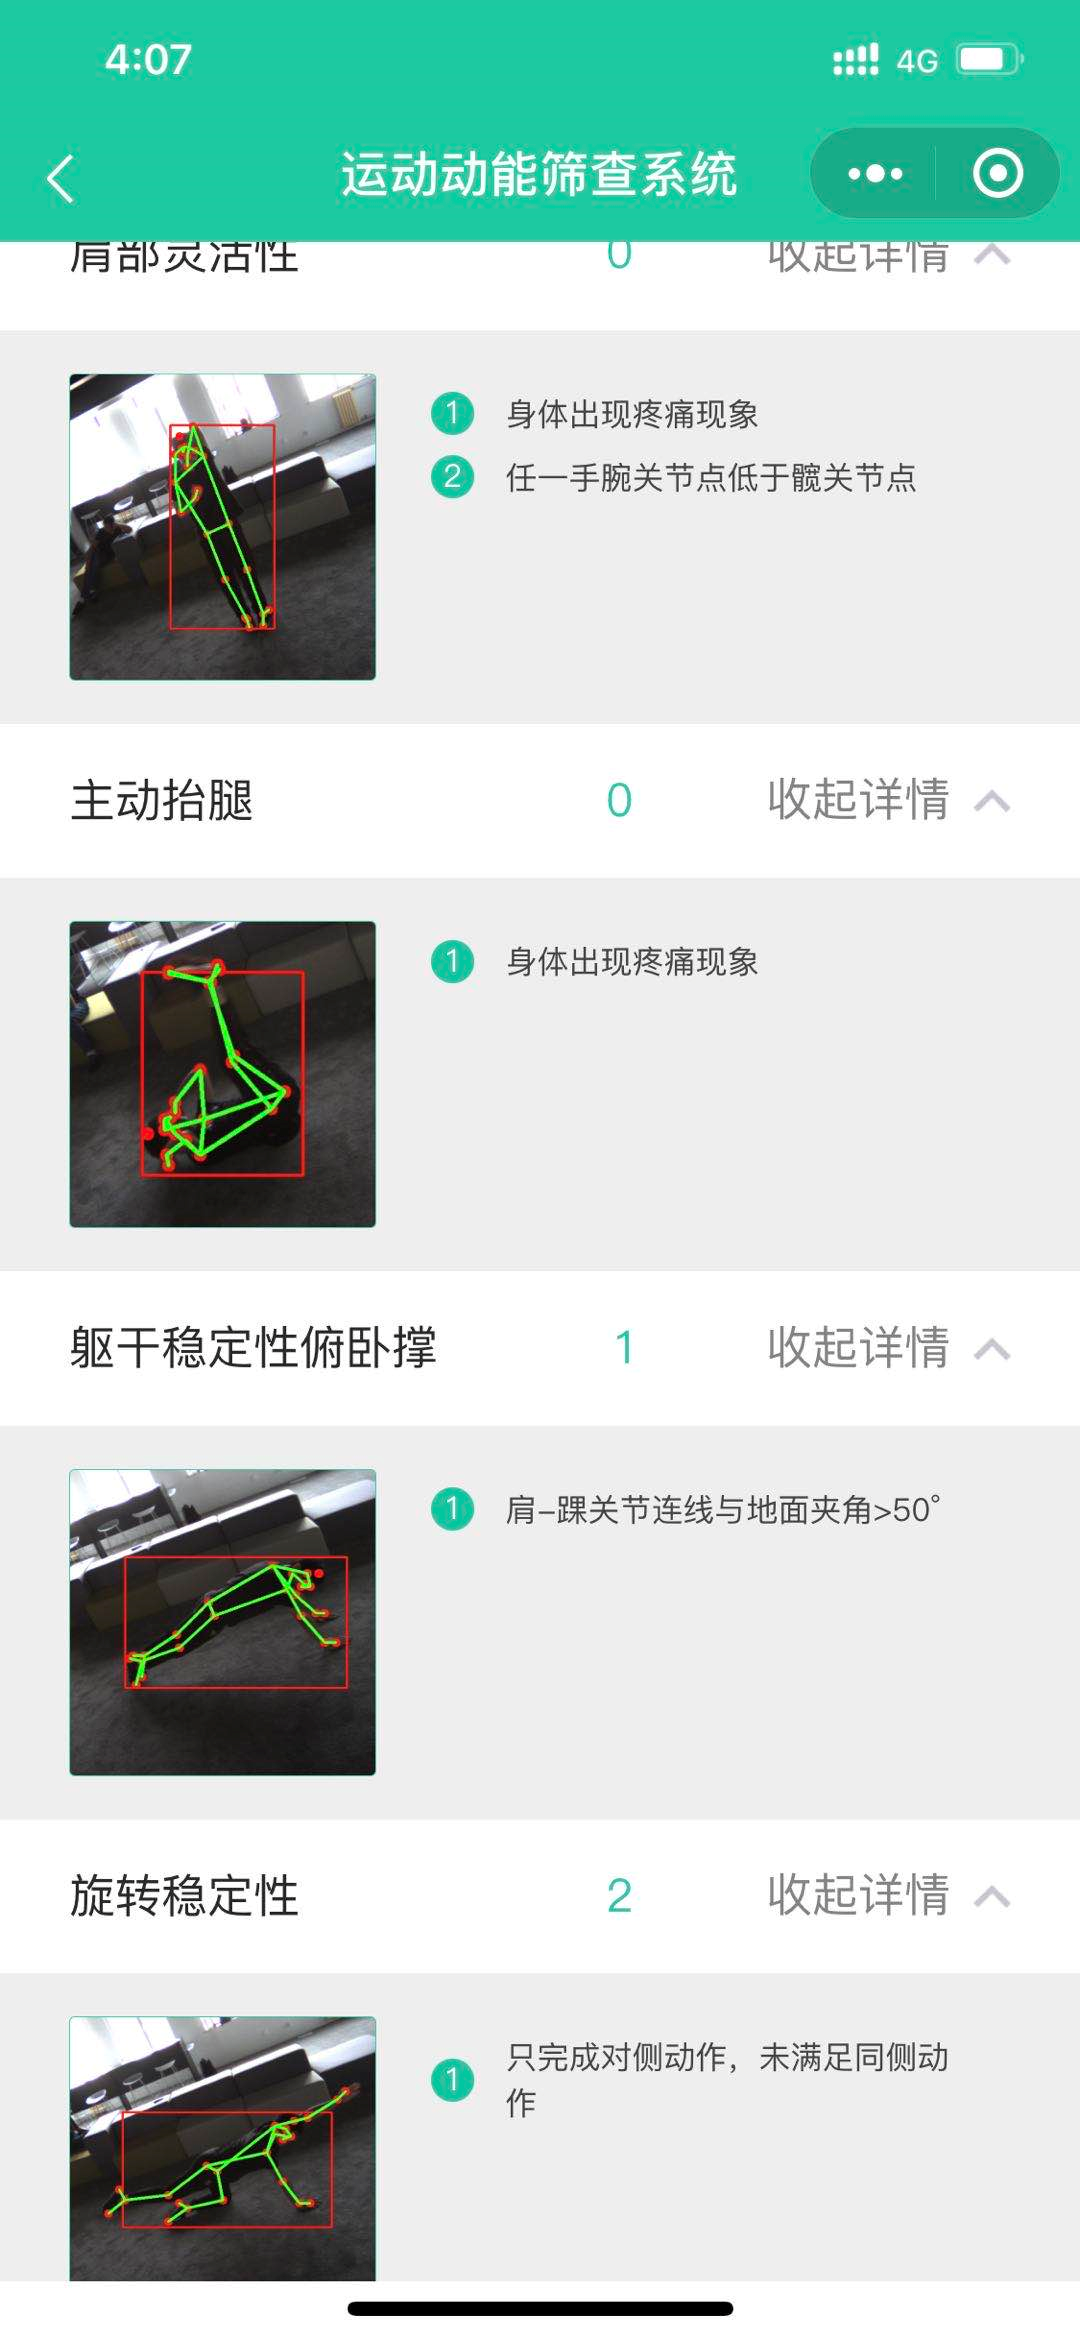 4:07
4G
运动动能筛查系统
肩部灵活性 0 收起详情
1 身体出现疼痛现象
2 任一手腕关节点低于髋关节点
主动抬腿 0 收起详情
1 身体出现疼痛现象
躯干稳定性俯卧撑 1 收起详情
1 肩-踝关节连线与地面夹角>50°
旋转稳定性 2 收起详情
1 只完成对侧动作，未满足同侧动
作